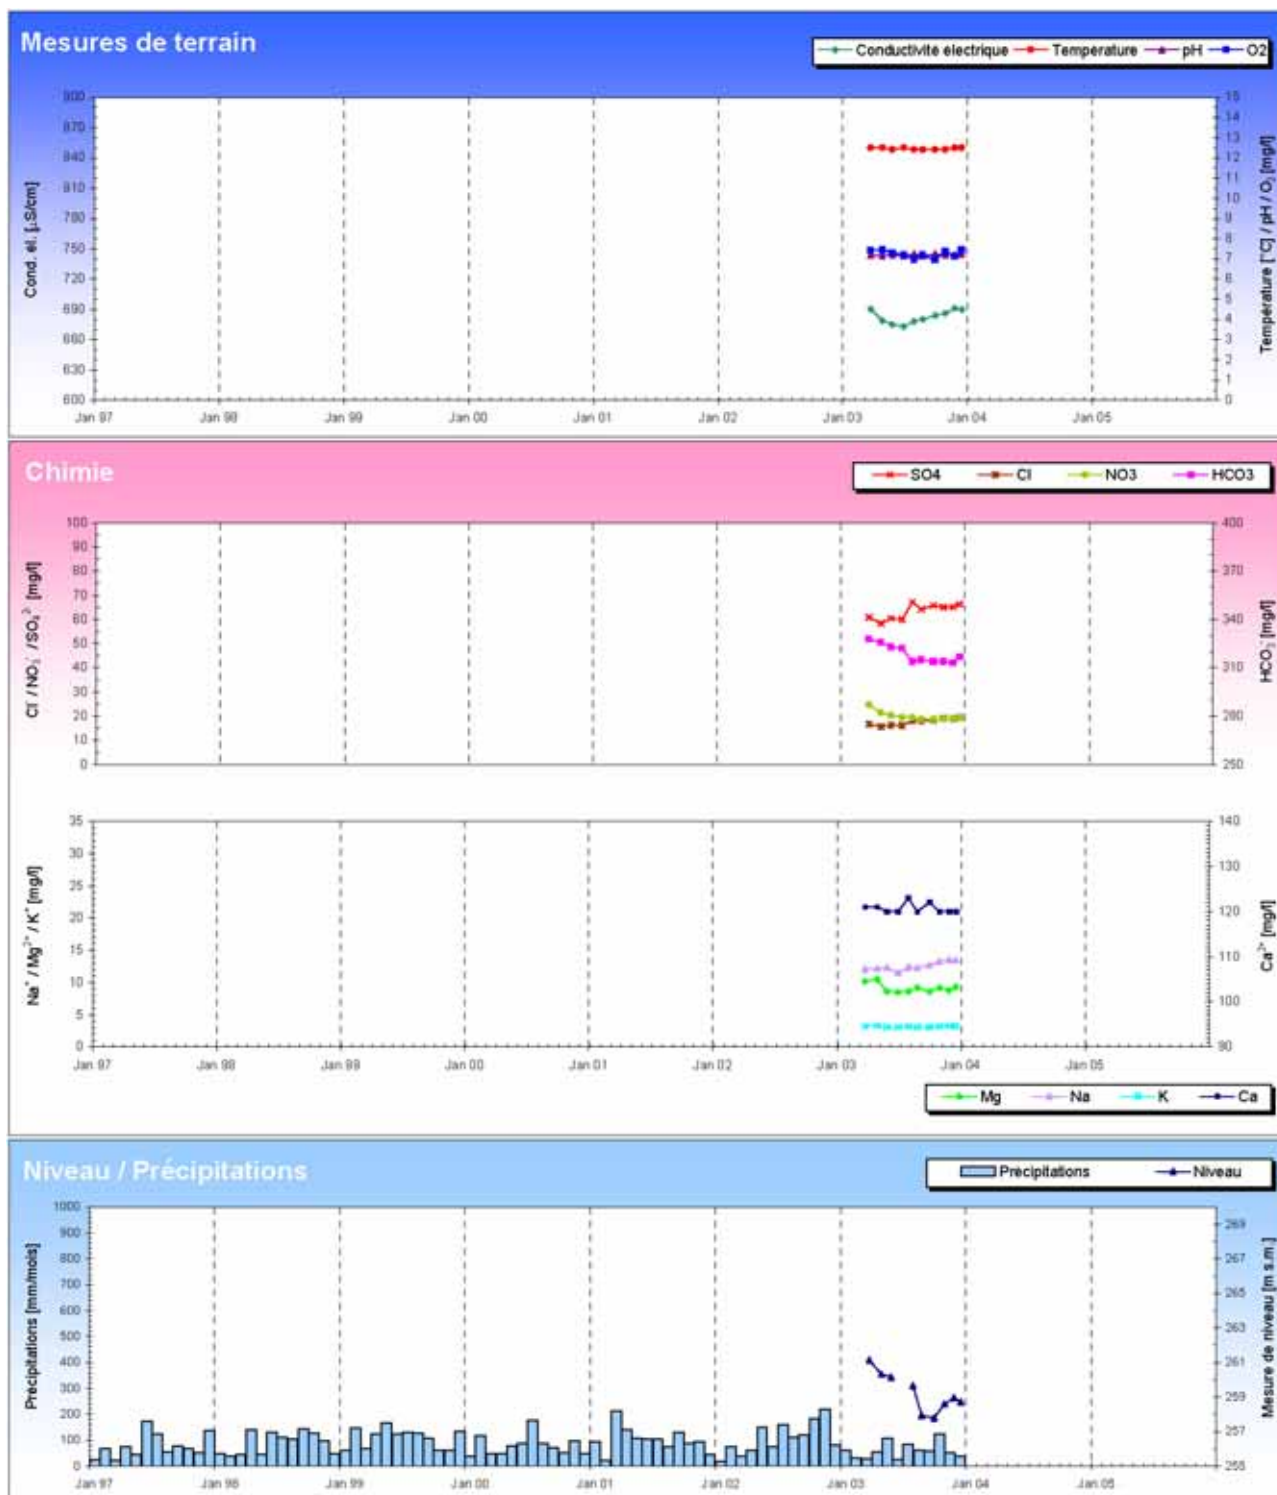 Mesures de terrain
Conductivité électrique Température pH O2
900 870 840 810 780 750 720 690 660 630 600
Cond. el. [µS/cm]
15 14 13 12 11 10 9 8 7 6 5 4 3 2 1 0
Température [°C] / pH / O₂ [mg/l]
Jan 97 Jan 98 Jan 99 Jan 00 Jan 01 Jan 02 Jan 03 Jan 04 Jan 05
Chimie
SO4 Cl NO3 HCO3
100 90 80 70 60 50 40 30 20 10 0
Cl⁻ / NO₃⁻ / SO₄²⁻ [mg/l]
400 370 340 310 280 250
HCO₃⁻ [mg/l]
35 30 25 20 15 10 5 0
Na⁺ / Mg²⁺ / K⁺ [mg/l]
140 130 120 110 100 90
Ca²⁺ [mg/l]
Jan 97 Jan 98 Jan 99 Jan 00 Jan 01 Jan 02 Jan 03 Jan 04 Jan 05
Mg Na K Ca
Niveau / Précipitations
Précipitations Niveau
1000 900 800 700 600 500 400 300 200 100 0
Précipitations [mm/mois]
269 267 265 263 261 259 257 255
Mesure de niveau [m s.m.]
Jan 97 Jan 98 Jan 99 Jan 00 Jan 01 Jan 02 Jan 03 Jan 04 Jan 05